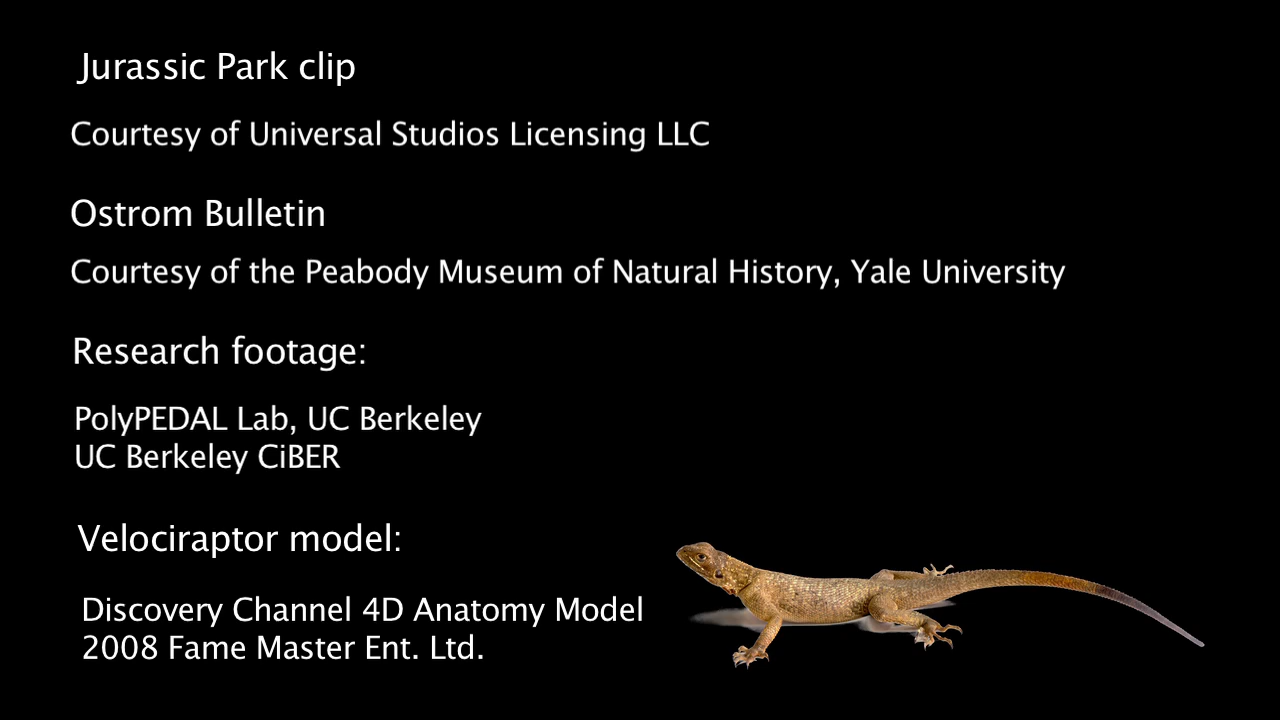 Jurassic Park clip
Courtesy of Universal Studios Licensing LLC
Ostrom Bulletin
Courtesy of the Peabody Museum of Natural History, Yale University
Research footage:
PolyPEDAL Lab, UC Berkeley
UC Berkeley CiBER
Velociraptor model:
Discovery Channel 4D Anatomy Model
2008 Fame Master Ent. Ltd.